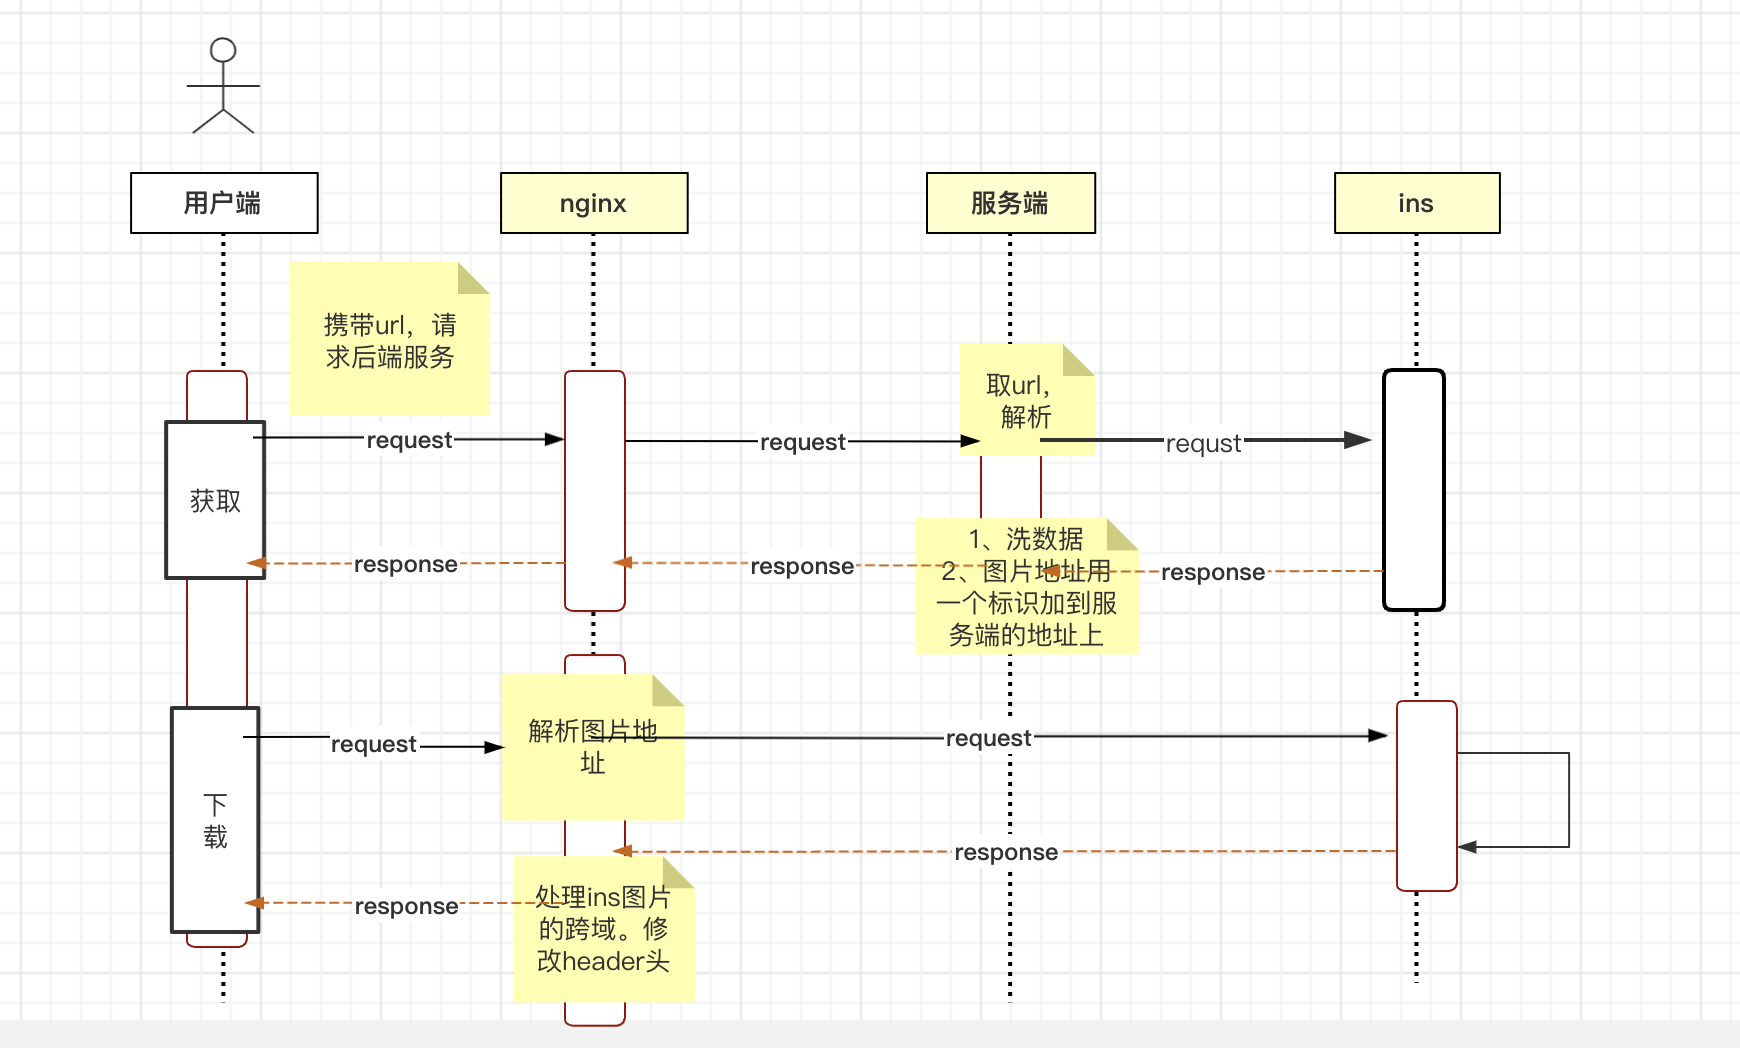 用户端
nginx
服务端
ins
携带url，请
求后端服务
取url，
解析
request
request
requst
获取
1、洗数据
2、图片地址用
一个标识加到服
务端的地址上
response
response
response
解析图片地
址
request
request
下
载
response
处理ins图片
的跨域。修
改header头
response